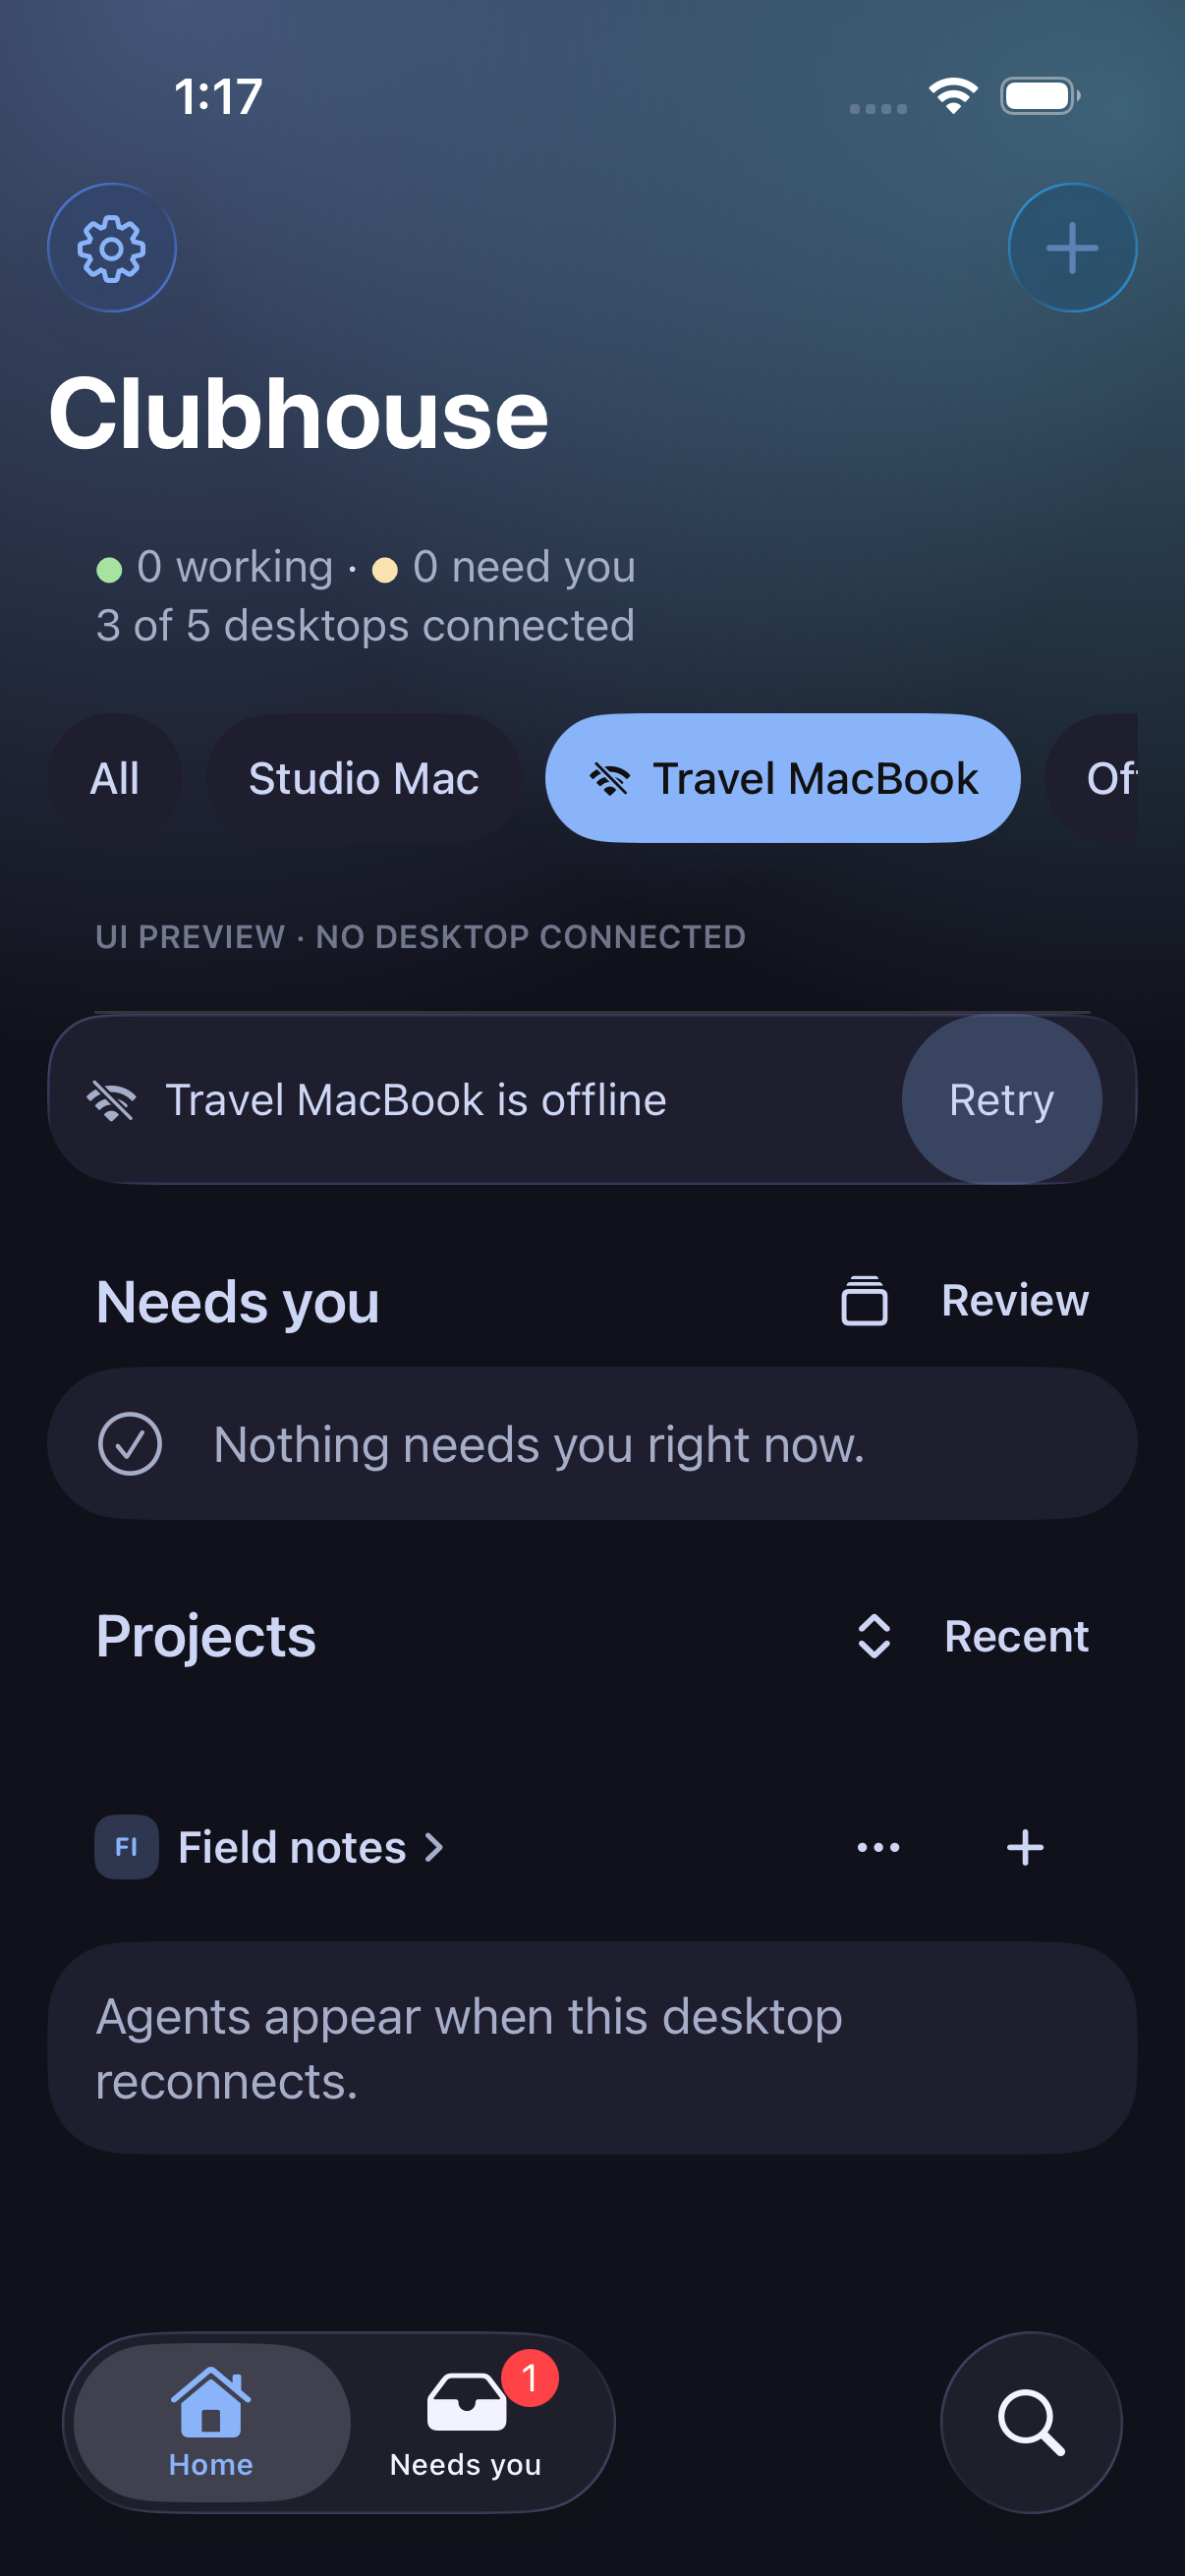 1:17
Clubhouse
0 working · 0 need you
3 of 5 desktops connected
All
Studio Mac
Travel MacBook
UI PREVIEW · NO DESKTOP CONNECTED
Travel MacBook is offline
Retry
Needs you
Review
Nothing needs you right now.
Projects
Recent
FI
Field notes
Agents appear when this desktop
reconnects.
1
Home
Needs you